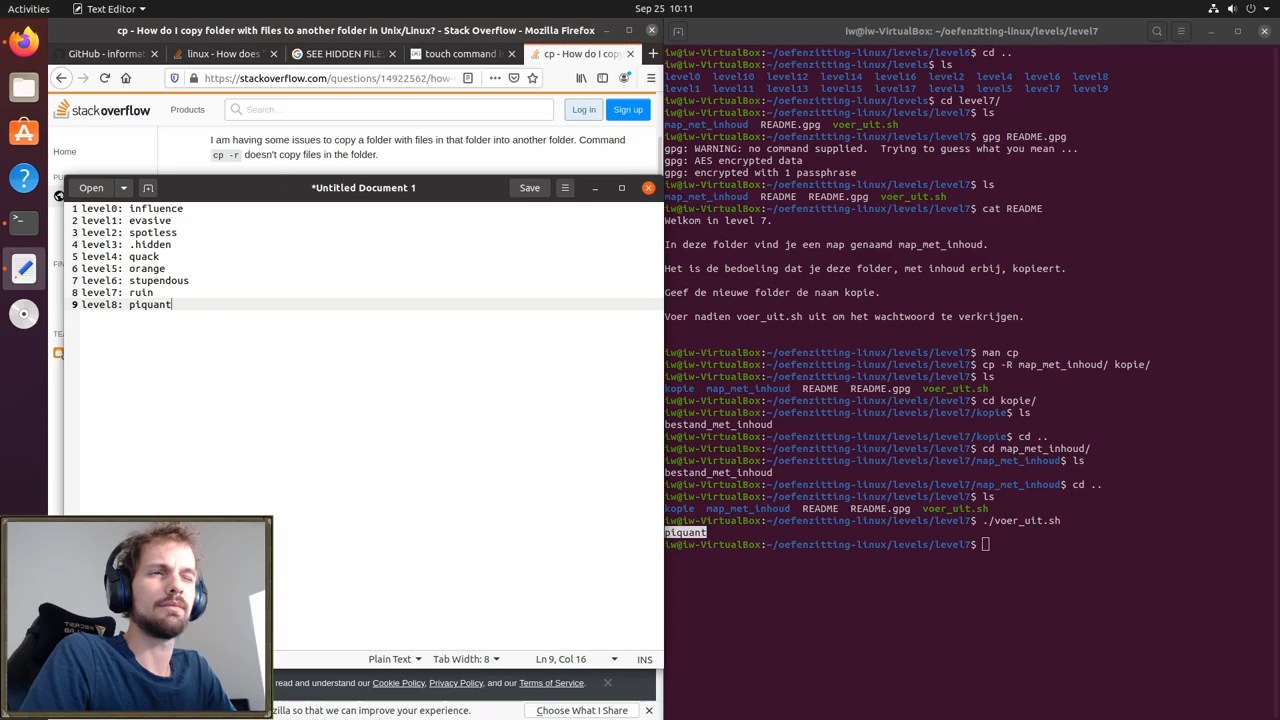 Activities
Text Editor
Sep 25 10:11
cp - How do I copy folder with files to another folder in Unix/Linux? - Stack Overflow - Mozilla Firefox
GitHub - informat
linux - How does
SEE HIDDEN FILE
touch command i
cp - How do I copy
https://stackoverflow.com/questions/14922562/how-
stackoverflow
Products
Search...
Log in
Sign up
Home
I am having some issues to copy a folder with files in that folder into another folder. Command
cp -r doesn't copy files in the folder.
PU
FIN
TE
Open
*Untitled Document 1
Save
1 level0: influence
2 level1: evasive
3 level2: spotless
4 level3: .hidden
5 level4: quack
6 level5: orange
7 level6: stupendous
8 level7: ruin
9 level8: piquant
Plain Text
Tab Width: 8
Ln 9, Col 16
INS
read and understand our Cookie Policy, Privacy Policy, and our Terms of Service.
zilla so that we can improve your experience.
Choose What I Share
iw@iw-VirtualBox: ~/oefenzitting-linux/levels/level7
iw@iw-VirtualBox:~/oefenzitting-linux/levels/level6$ cd ..
iw@iw-VirtualBox:~/oefenzitting-linux/levels$ ls
level0 level10 level12 level14 level16 level2 level4 level6 level8
level1 level11 level13 level15 level17 level3 level5 level7 level9
iw@iw-VirtualBox:~/oefenzitting-linux/levels$ cd level7/
iw@iw-VirtualBox:~/oefenzitting-linux/levels/level7$ ls
map_met_inhoud README.gpg voer_uit.sh
iw@iw-VirtualBox:~/oefenzitting-linux/levels/level7$ gpg README.gpg
gpg: WARNING: no command supplied. Trying to guess what you mean ...
gpg: AES encrypted data
gpg: encrypted with 1 passphrase
iw@iw-VirtualBox:~/oefenzitting-linux/levels/level7$ ls
map_met_inhoud README README.gpg voer_uit.sh
iw@iw-VirtualBox:~/oefenzitting-linux/levels/level7$ cat README
Welkom in level 7.
In deze folder vind je een map genaamd map_met_inhoud.
Het is de bedoeling dat je deze folder, met inhoud erbij, kopieert.
Geef de nieuwe folder de naam kopie.
Voer nadien voer_uit.sh uit om het wachtwoord te verkrijgen.
iw@iw-VirtualBox:~/oefenzitting-linux/levels/level7$ man cp
iw@iw-VirtualBox:~/oefenzitting-linux/levels/level7$ cp -R map_met_inhoud/ kopie/
iw@iw-VirtualBox:~/oefenzitting-linux/levels/level7$ ls
kopie map_met_inhoud README README.gpg voer_uit.sh
iw@iw-VirtualBox:~/oefenzitting-linux/levels/level7$ cd kopie/
iw@iw-VirtualBox:~/oefenzitting-linux/levels/level7/kopie$ ls
bestand_met_inhoud
iw@iw-VirtualBox:~/oefenzitting-linux/levels/level7/kopie$ cd ..
iw@iw-VirtualBox:~/oefenzitting-linux/levels/level7$ cd map_met_inhoud/
iw@iw-VirtualBox:~/oefenzitting-linux/levels/level7/map_met_inhoud$ ls
bestand_met_inhoud
iw@iw-VirtualBox:~/oefenzitting-linux/levels/level7/map_met_inhoud$ cd ..
iw@iw-VirtualBox:~/oefenzitting-linux/levels/level7$ ls
kopie map_met_inhoud README README.gpg voer_uit.sh
iw@iw-VirtualBox:~/oefenzitting-linux/levels/level7$ ./voer_uit.sh
piquant
iw@iw-VirtualBox:~/oefenzitting-linux/levels/level7$